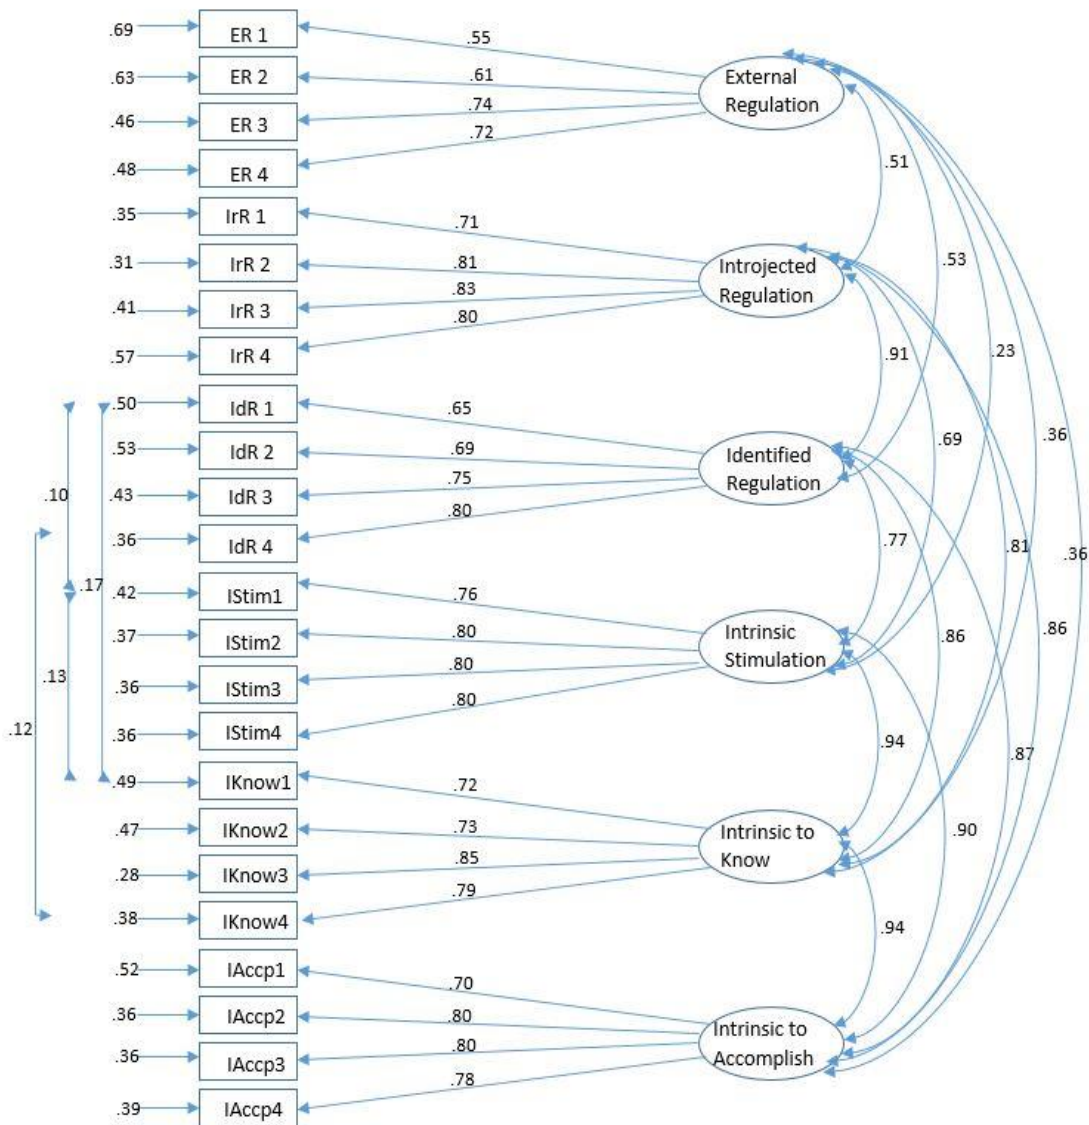 .69
ER 1
.55
.63
ER 2
.61
.46
ER 3
.74
.48
ER 4
.72
External
Regulation
.51
.35
IrR 1
.71
.31
IrR 2
.81
.41
IrR 3
.83
.57
IrR 4
.80
Introjected
Regulation
.53
.91
.23
.50
IdR 1
.65
.53
IdR 2
.69
.43
IdR 3
.75
.36
IdR 4
.80
Identified
Regulation
.69
.36
.10
.77
.81
.36
.17
.42
IStim1
.76
.37
IStim2
.80
.36
IStim3
.80
.36
IStim4
.80
Intrinsic
Stimulation
.86
.86
.13
.12
.94
.87
.49
IKnow1
.72
.47
IKnow2
.73
.28
IKnow3
.85
.38
IKnow4
.79
Intrinsic to
Know
.90
.94
.52
IAccp1
.70
.36
IAccp2
.80
.36
IAccp3
.80
.39
IAccp4
.78
Intrinsic to
Accomplish